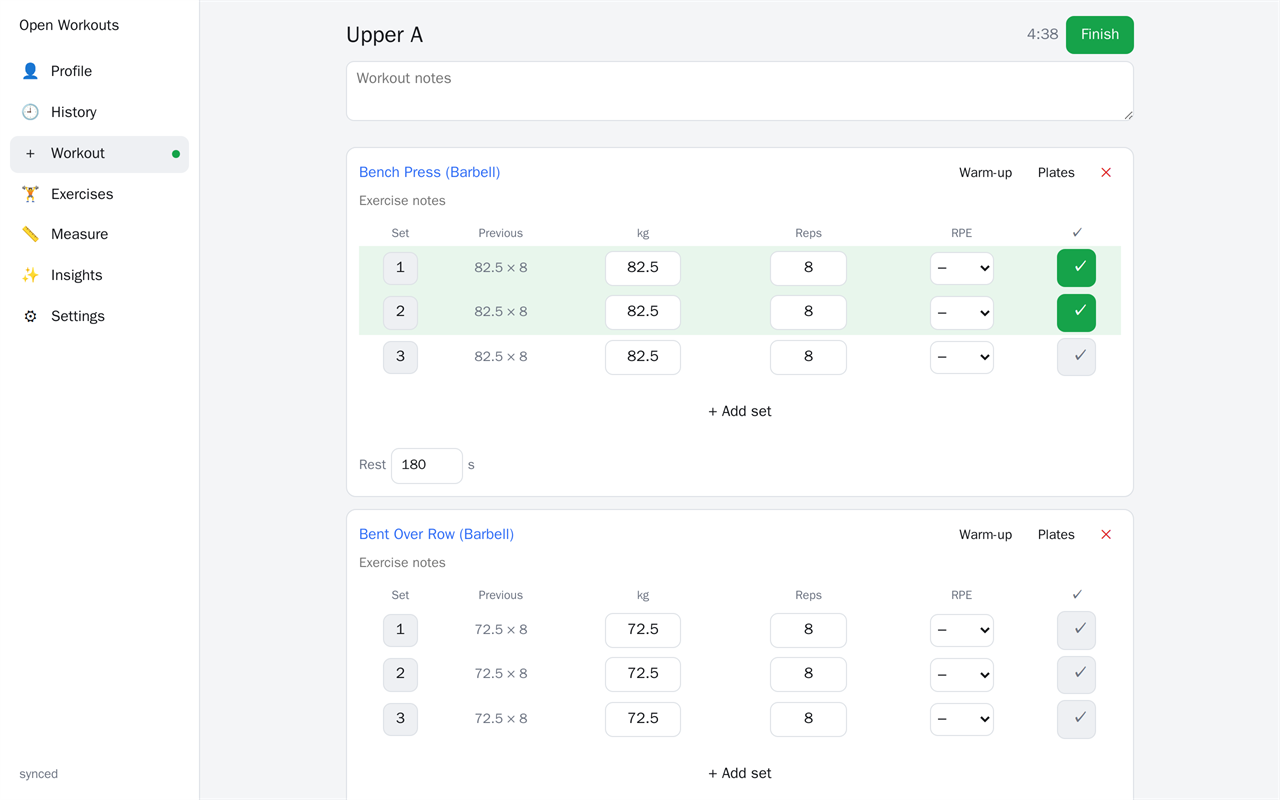 Open Workouts
Profile
History
+ Workout
Exercises
Measure
Insights
Settings
synced
Upper A
4:38 Finish
Workout notes
Bench Press (Barbell) Warm-up Plates ×
Exercise notes
Set Previous kg Reps RPE ✓
1 82.5 × 8 82.5 8 – ✓
2 82.5 × 8 82.5 8 – ✓
3 82.5 × 8 82.5 8 – ✓
+ Add set
Rest 180 s
Bent Over Row (Barbell) Warm-up Plates ×
Exercise notes
Set Previous kg Reps RPE ✓
1 72.5 × 8 72.5 8 – ✓
2 72.5 × 8 72.5 8 – ✓
3 72.5 × 8 72.5 8 – ✓
+ Add set